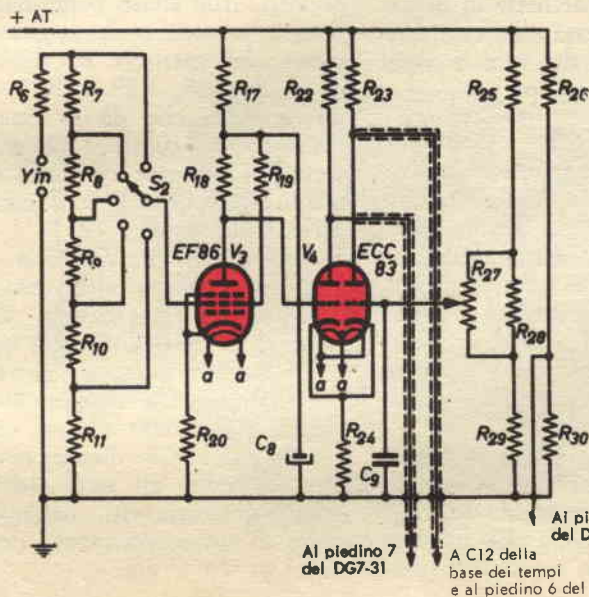 + AT
R6
R7
R17
R22
R23
R25
R26
Yin
R8
S2
R18
R19
EF86
V3
V4
ECC
83
R9
R27
R28
R10
a
a
a
a
R11
R20
C8
R24
C9
R29
R30
Al piedino 7
del DG7-31
A C12 della
base dei tempi
e al piedino 6 del
Ai
del